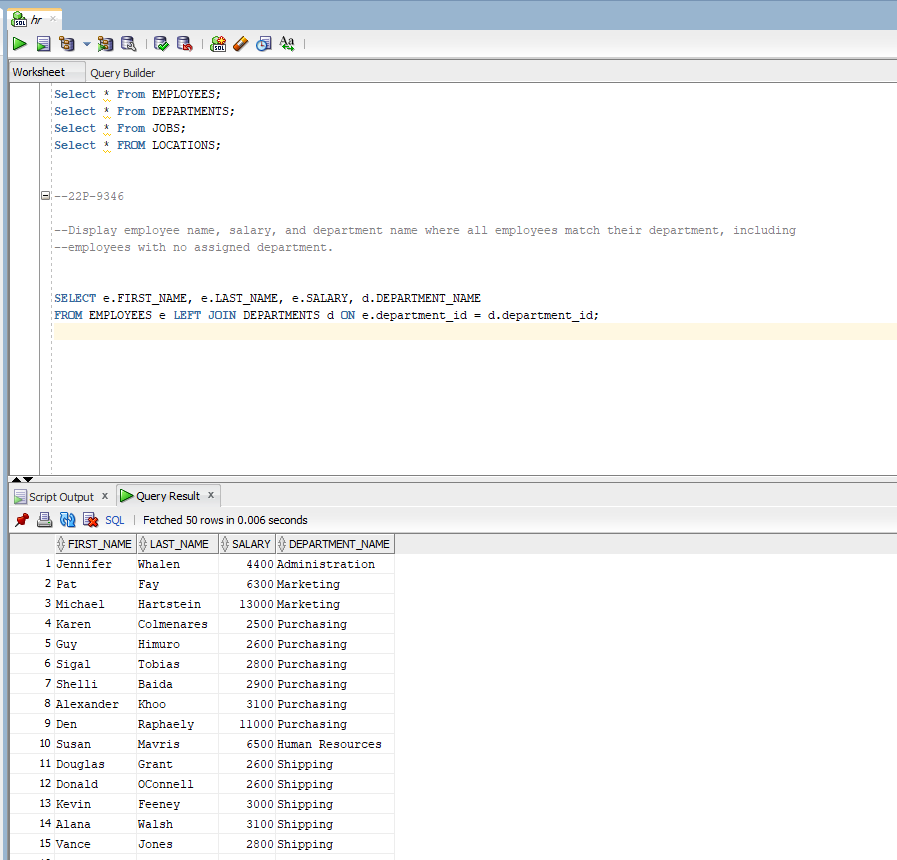 hr
Worksheet Query Builder
Select * From EMPLOYEES;
Select * From DEPARTMENTS;
Select * From JOBS;
Select * FROM LOCATIONS;
--22P-9346
--Display employee name, salary, and department name where all employees match their department, including
--employees with no assigned department.
SELECT e.FIRST_NAME, e.LAST_NAME, e.SALARY, d.DEPARTMENT_NAME
FROM EMPLOYEES e LEFT JOIN DEPARTMENTS d ON e.department_id = d.department_id;
Script Output x Query Result x
SQL | Fetched 50 rows in 0.006 seconds
FIRST_NAME LAST_NAME SALARY DEPARTMENT_NAME
1 Jennifer Whalen 4400 Administration
2 Pat Fay 6300 Marketing
3 Michael Hartstein 13000 Marketing
4 Karen Colmenares 2500 Purchasing
5 Guy Himuro 2600 Purchasing
6 Sigal Tobias 2800 Purchasing
7 Shelli Baida 2900 Purchasing
8 Alexander Khoo 3100 Purchasing
9 Den Raphaely 11000 Purchasing
10 Susan Mavris 6500 Human Resources
11 Douglas Grant 2600 Shipping
12 Donald OConnell 2600 Shipping
13 Kevin Feeney 3000 Shipping
14 Alana Walsh 3100 Shipping
15 Vance Jones 2800 Shipping